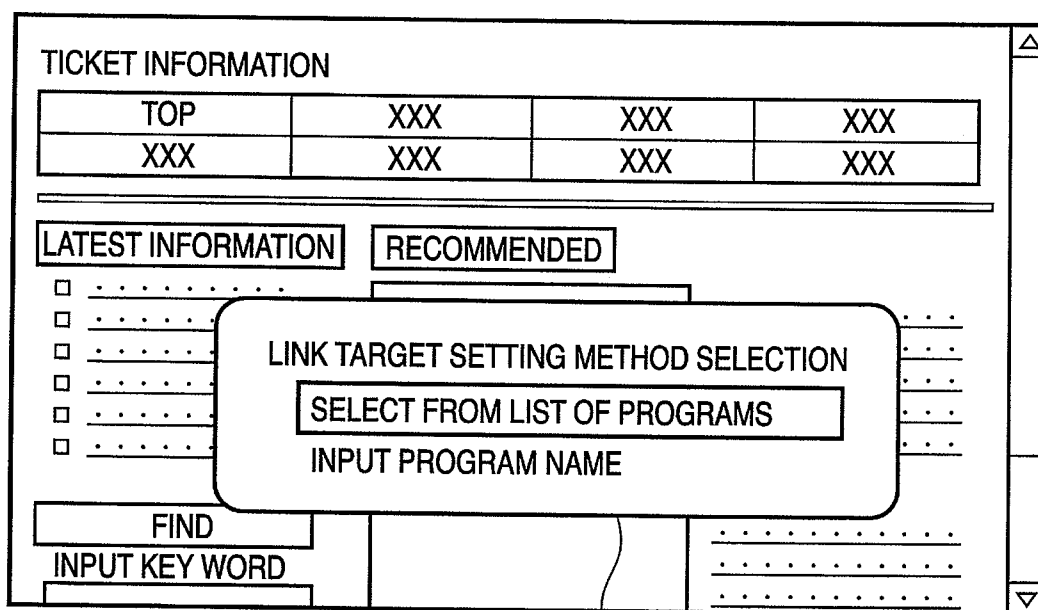 TICKET INFORMATION
TOP XXX XXX XXX
XXX XXX XXX XXX
LATEST INFORMATION RECOMMENDED
LINK TARGET SETTING METHOD SELECTION
SELECT FROM LIST OF PROGRAMS
INPUT PROGRAM NAME
FIND
INPUT KEY WORD